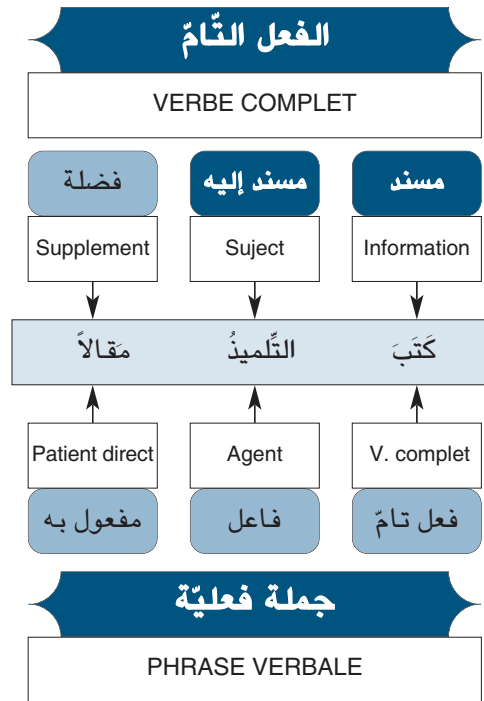 الفعل التّامّ
VERBE COMPLET
مسند
مسند إليه
فضلة
Information
Suject
Supplement
كَتَبَ التِّلميذُ مَقالاً
V. complet
Agent
Patient direct
فعل تامّ
فاعل
مفعول به
جملة فعليّة
PHRASE VERBALE